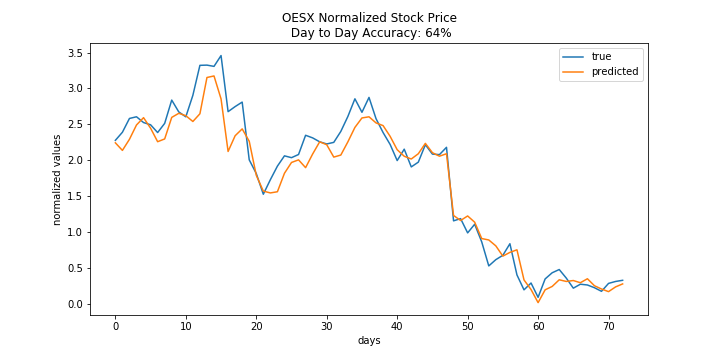 OESX Normalized Stock Price
Day to Day Accuracy: 64%
true
predicted
normalized values
3.5
3.0
2.5
2.0
1.5
1.0
0.5
0.0
0
10
20
30
40
50
60
70
days